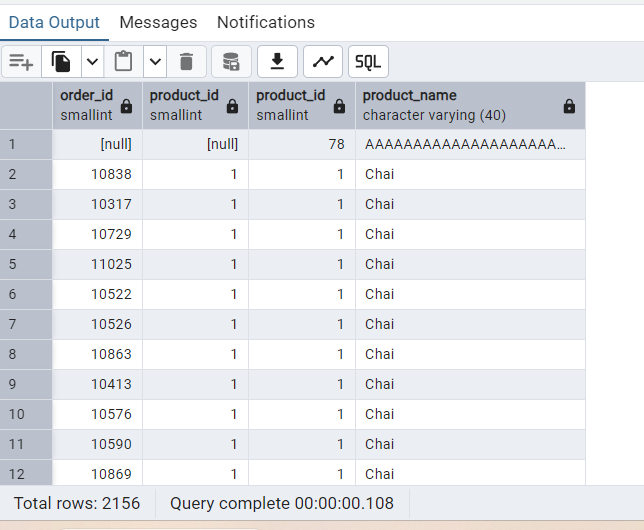 Data Output Messages Notifications
SQL
order_id product_id product_id product_name
smallint smallint smallint character varying (40)
1 [null] [null] 78 AAAAAAAAAAAAAAAAAAAA...
2 10838 1 1 Chai
3 10317 1 1 Chai
4 10729 1 1 Chai
5 11025 1 1 Chai
6 10522 1 1 Chai
7 10526 1 1 Chai
8 10863 1 1 Chai
9 10413 1 1 Chai
10 10576 1 1 Chai
11 10590 1 1 Chai
12 10869 1 1 Chai
Total rows: 2156 Query complete 00:00:00.108